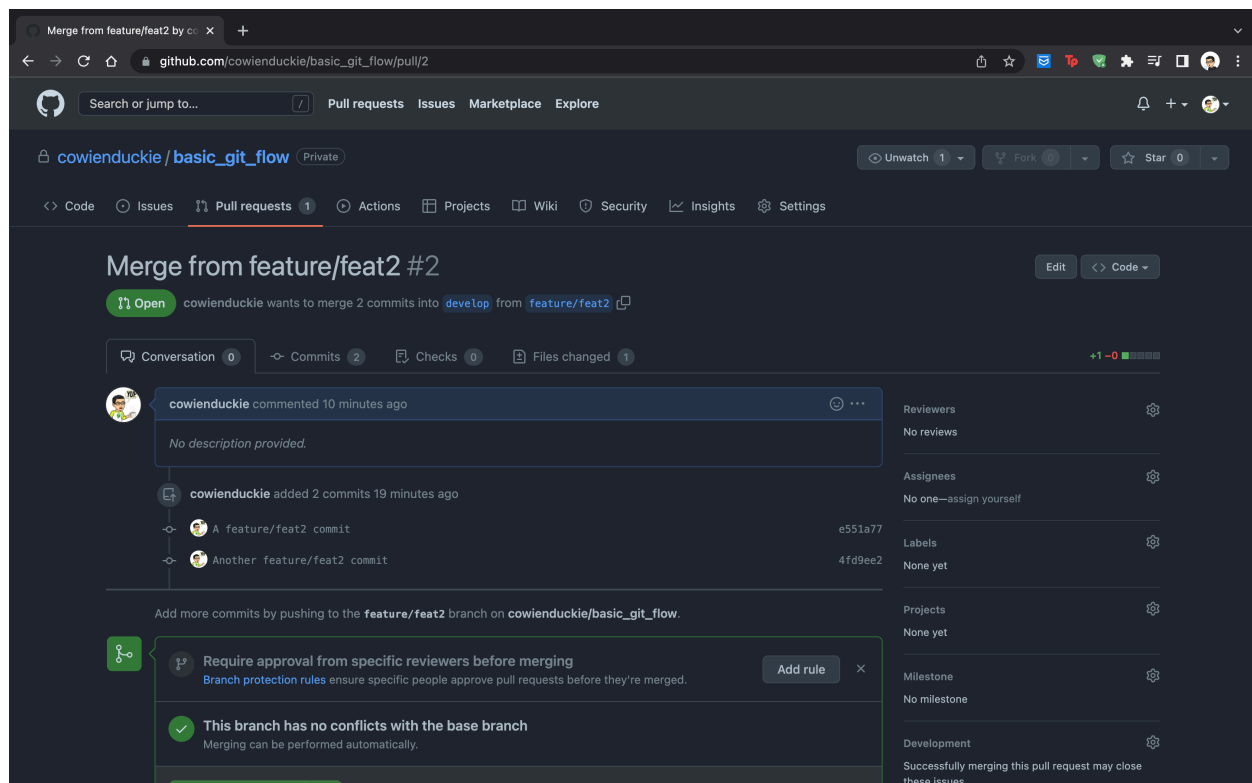 Merge from feature/feat2 by co
github.com/cowienduckie/basic_git_flow/pull/2
Search or jump to... / Pull requests Issues Marketplace Explore
cowienduckie / basic_git_flow Private
Unwatch 1 Fork 0 Star 0
Code Issues Pull requests 1 Actions Projects Wiki Security Insights Settings
Merge from feature/feat2 #2
Edit Code
Open cowienduckie wants to merge 2 commits into develop from feature/feat2
Conversation 0 Commits 2 Checks 0 Files changed 1
+1 −0
cowienduckie commented 10 minutes ago
No description provided.
cowienduckie added 2 commits 19 minutes ago
A feature/feat2 commit e551a77
Another feature/feat2 commit 4fd9ee2
Add more commits by pushing to the feature/feat2 branch on cowienduckie/basic_git_flow.
Require approval from specific reviewers before merging
Branch protection rules ensure specific people approve pull requests before they're merged.
Add rule
This branch has no conflicts with the base branch
Merging can be performed automatically.
Reviewers
No reviews
Assignees
No one—assign yourself
Labels
None yet
Projects
None yet
Milestone
No milestone
Development
Successfully merging this pull request may close
these issues.